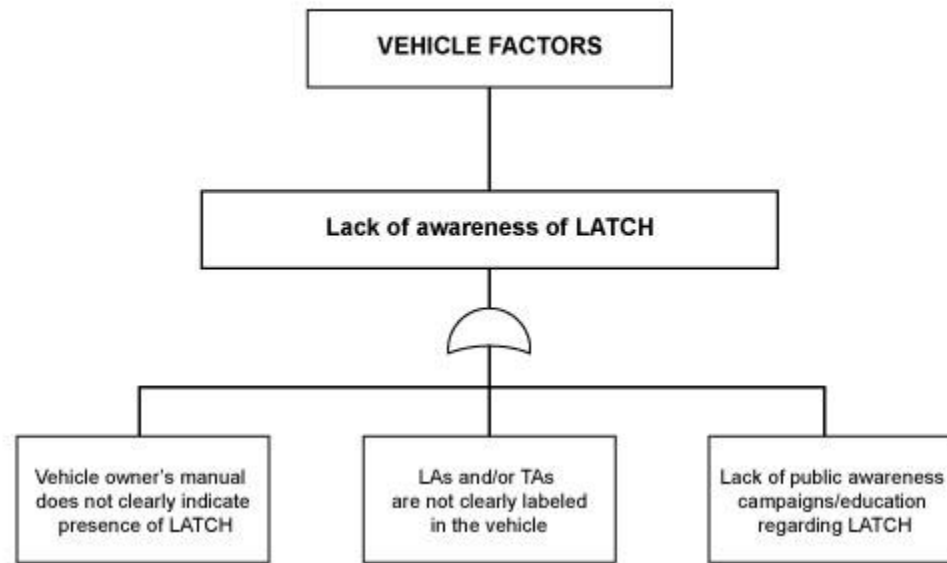 VEHICLE FACTORS
Lack of awareness of LATCH
Vehicle owner's manual
does not clearly indicate
presence of LATCH
LAs and/or TAs
are not clearly labeled
in the vehicle
Lack of public awareness
campaigns/education
regarding LATCH